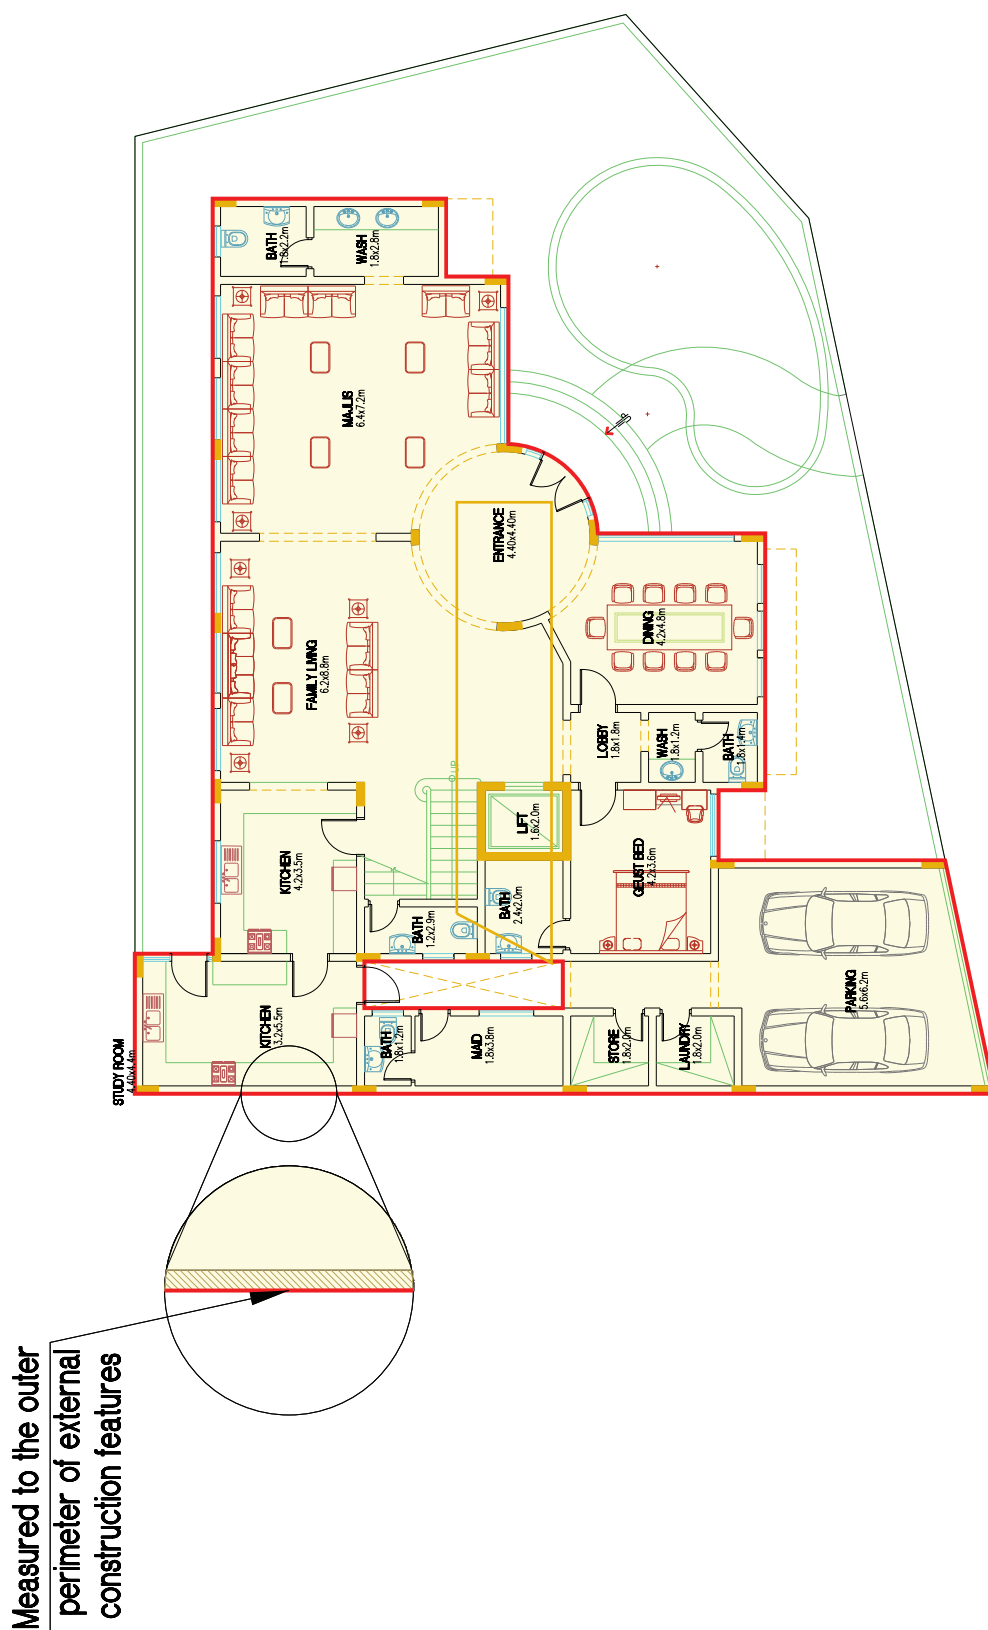 BATH
1.8x2.2m
WASH
1.8x2.8m
MAJLIS
6.4x7.2m
ENTRANCE
4.40x4.40m
FAMILY LIVING
6.2x8.8m
DINING
4.2x4.8m
LOBBY
1.8x1.8m
WASH
1.8x1.2m
BATH
1.8x1.4m
UP
UP
LIFT
1.6x2.0m
KITCHEN
4.2x3.5m
GEUST BED
4.2x3.6m
BATH
1.2x2.9m
BATH
2.4x2.0m
PARKING
5.6x6.2m
KITCHEN
3.2x5.5m
STUDY ROOM
4.40x4.4m
BATH
1.8x1.2m
MAID
1.8x3.8m
STORE
1.8x2.0m
LAUNDRY
1.8x2.0m
Measured to the outer
perimeter of external
construction features